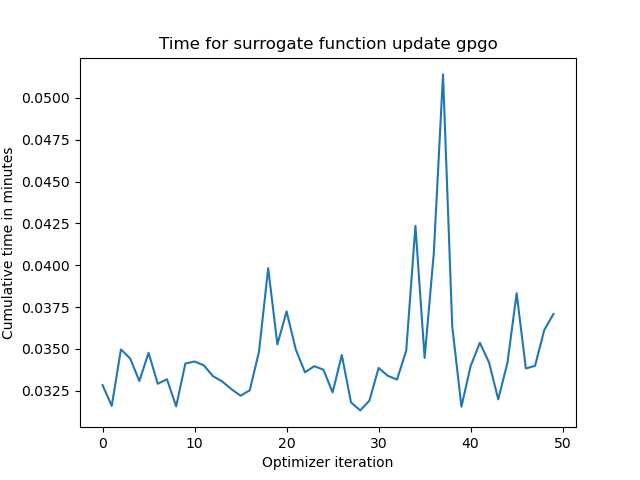 Time for surrogate function update gpgo
Cumulative time in minutes
0.0500
0.0475
0.0450
0.0425
0.0400
0.0375
0.0350
0.0325
0 10 20 30 40 50
Optimizer iteration